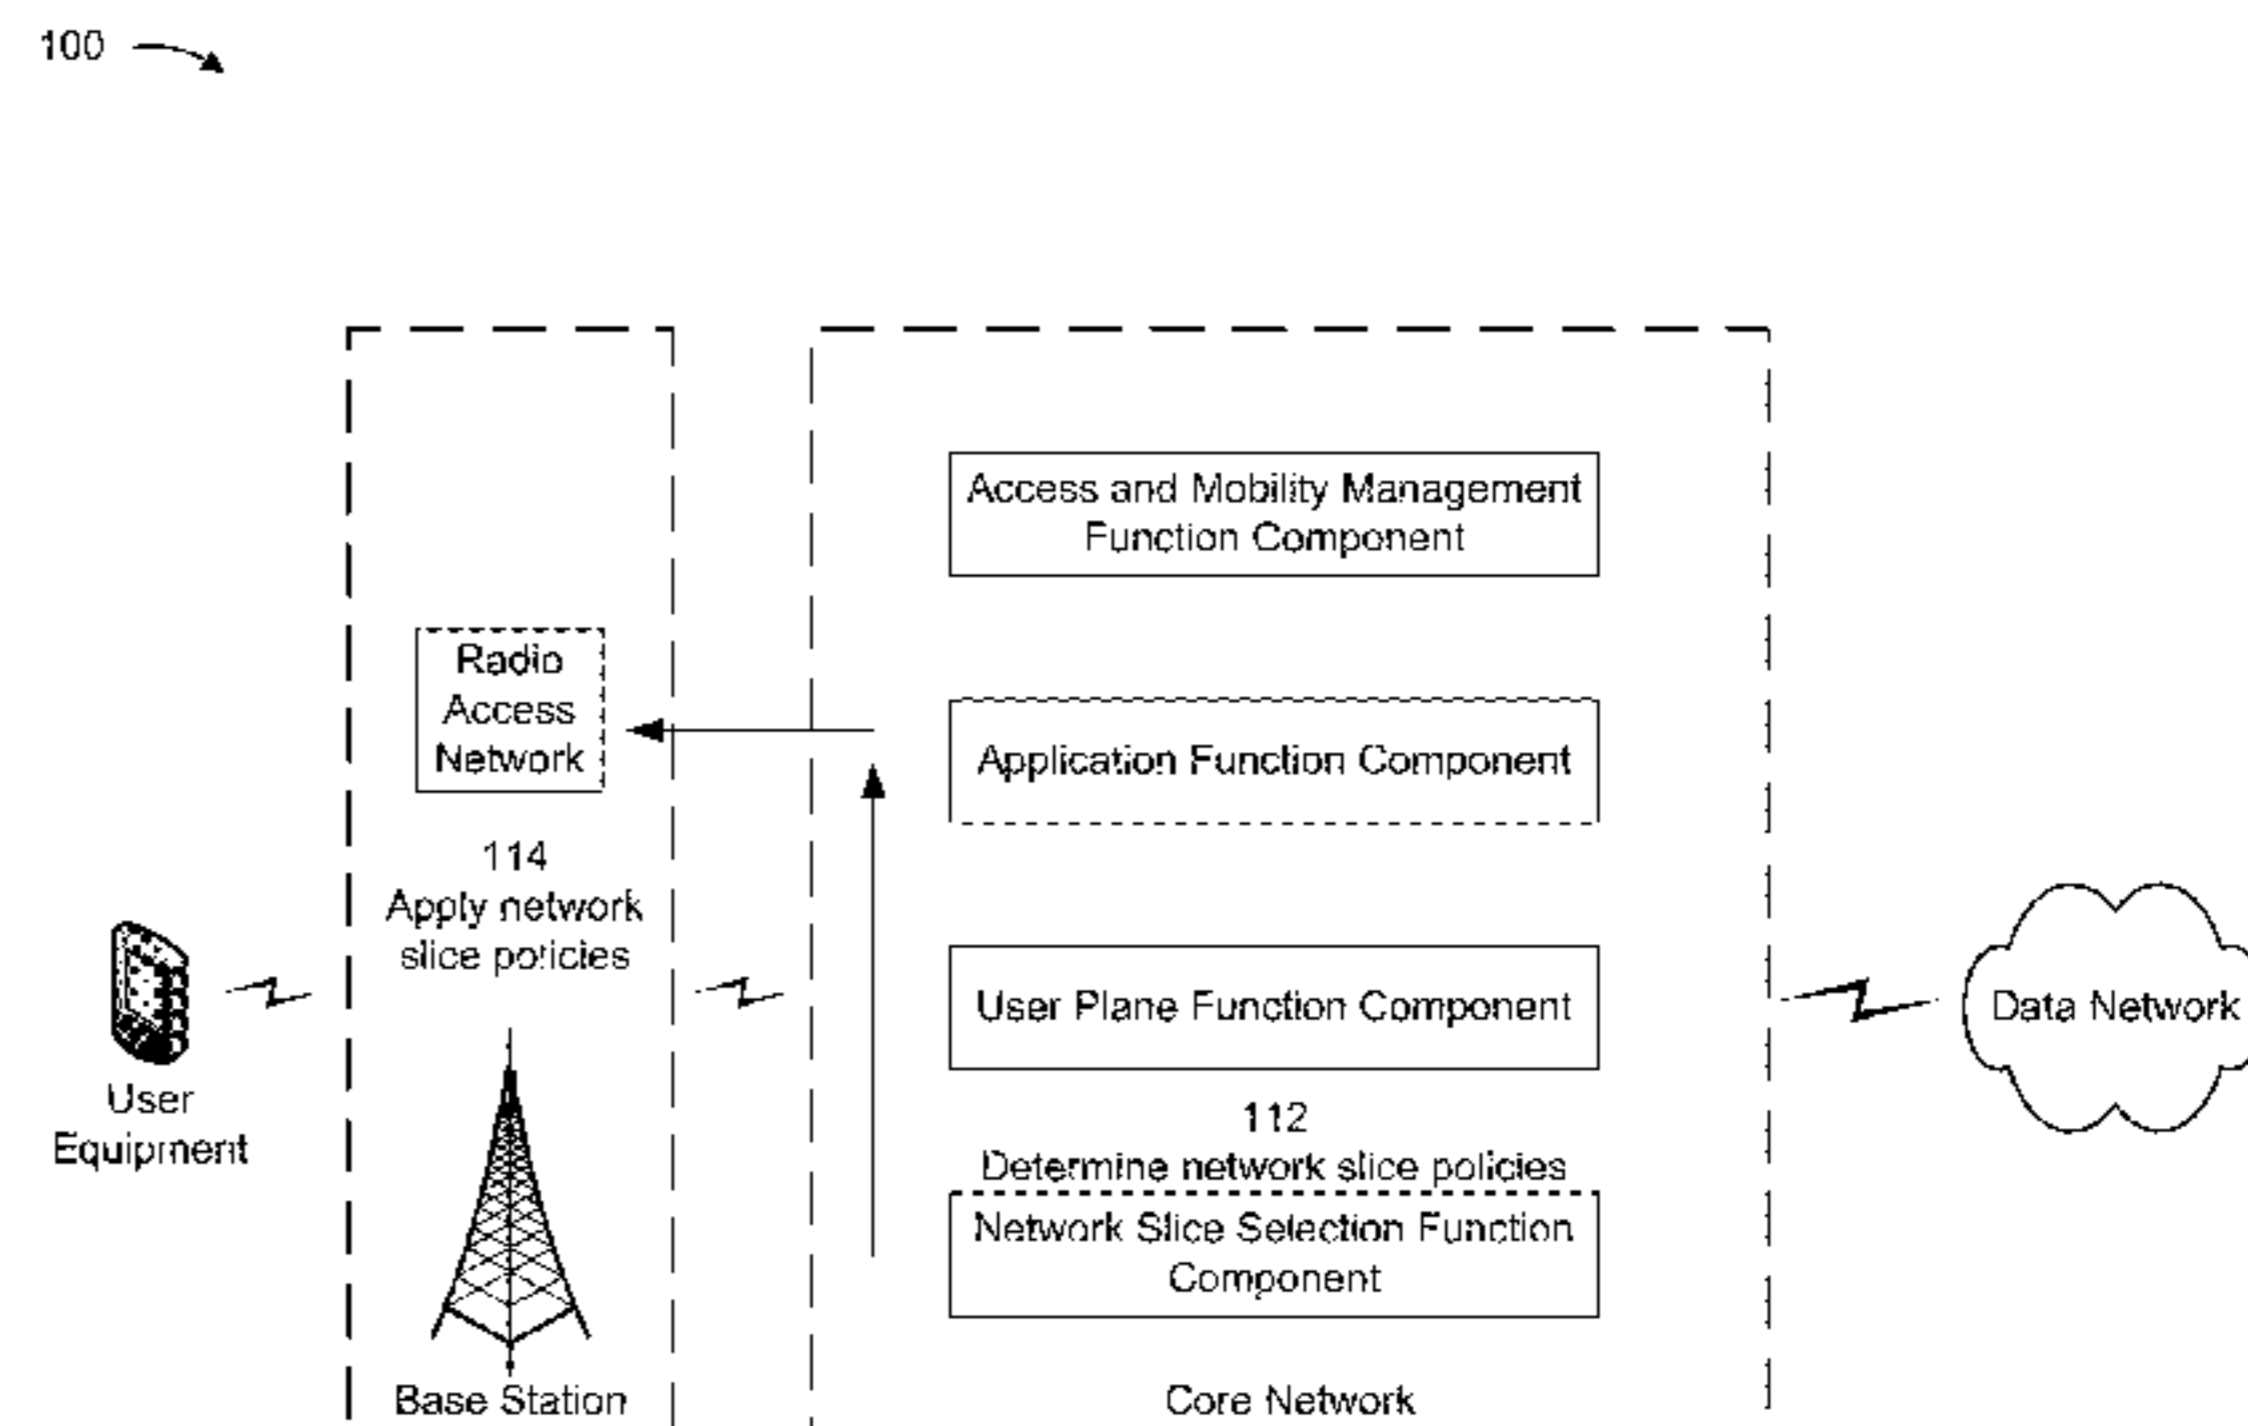 100
Access and Mobility Management
Function Component
Radio
Access
Network
Application Function Component
114
Apply network
slice policies
User Plane Function Component
Data Network
User
Equipment
112
Determine network slice policies
Network Slice Selection Function
Component
Base Station
Core Network